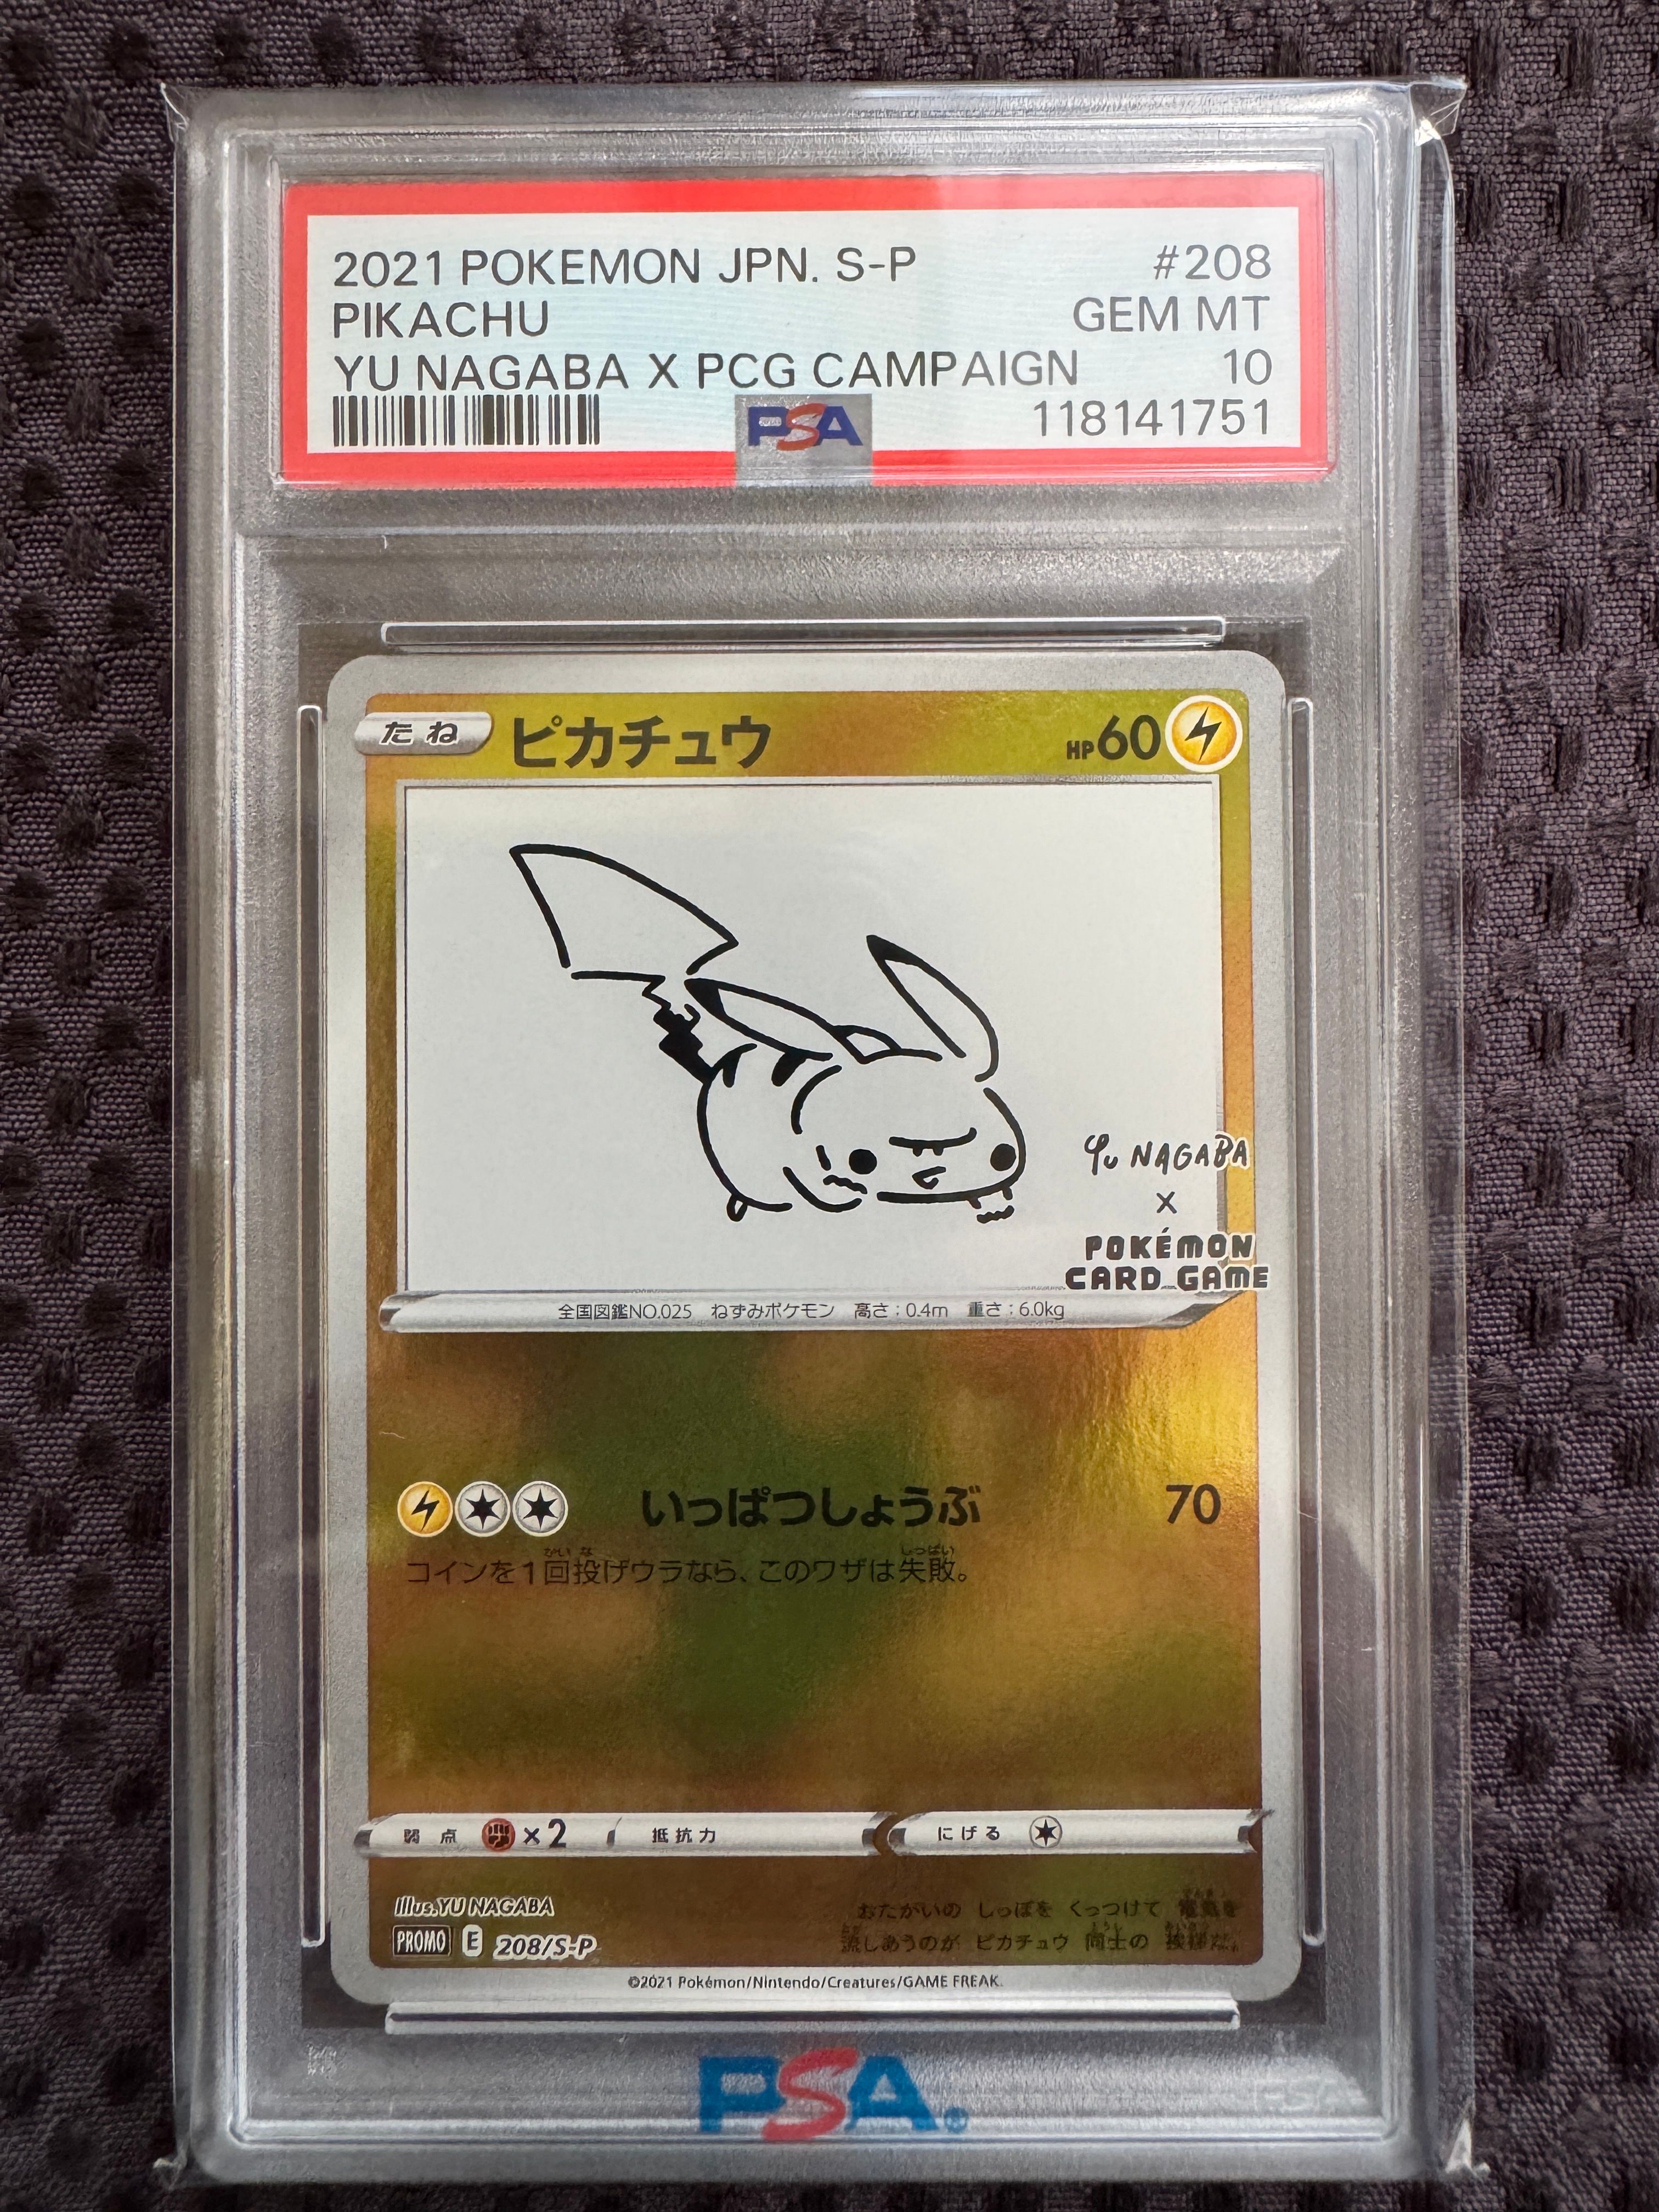 2021 POKEMON JPN. S-P #208
PIKACHU GEM MT
YU NAGABA X PCG CAMPAIGN 10
PSA 118141751
たね ピカチュウ HP60
Yu NAGABA
×
POKÉMON
CARD GAME
全国図鑑NO.025 ねずみポケモン 高さ:0.4m 重さ:6.0kg
いっぱつしょうぶ 70
コインを1回投げウラなら、このワザは失敗。
弱点 ×2 抵抗力 にげる
Illus.YU NAGABA
おたがいの しっぽを くっつけて 電気を
流しあうのが ピカチュウ 同士の 挨拶だ。
PROMO E 208/S-P
©2021 Pokémon/Nintendo/Creatures/GAME FREAK.
PSA®